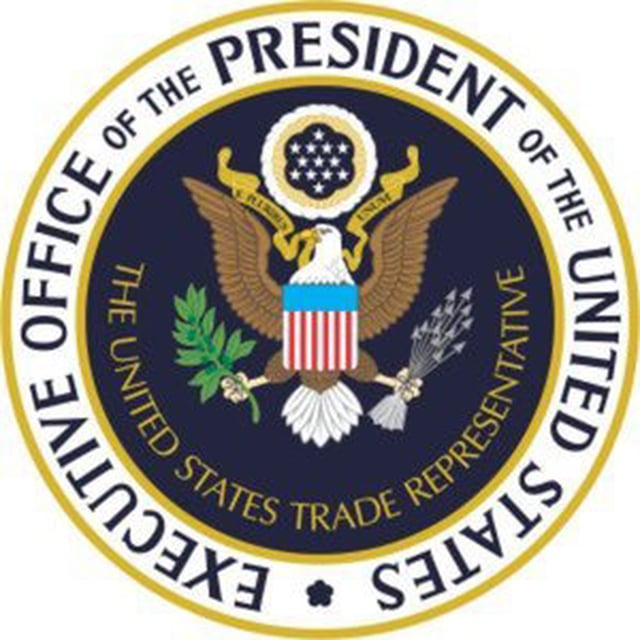 EXECUTIVE OFFICE OF THE PRESIDENT OF THE UNITED STATES
E PLURIBUS UNUM
THE UNITED STATES TRADE REPRESENTATIVE